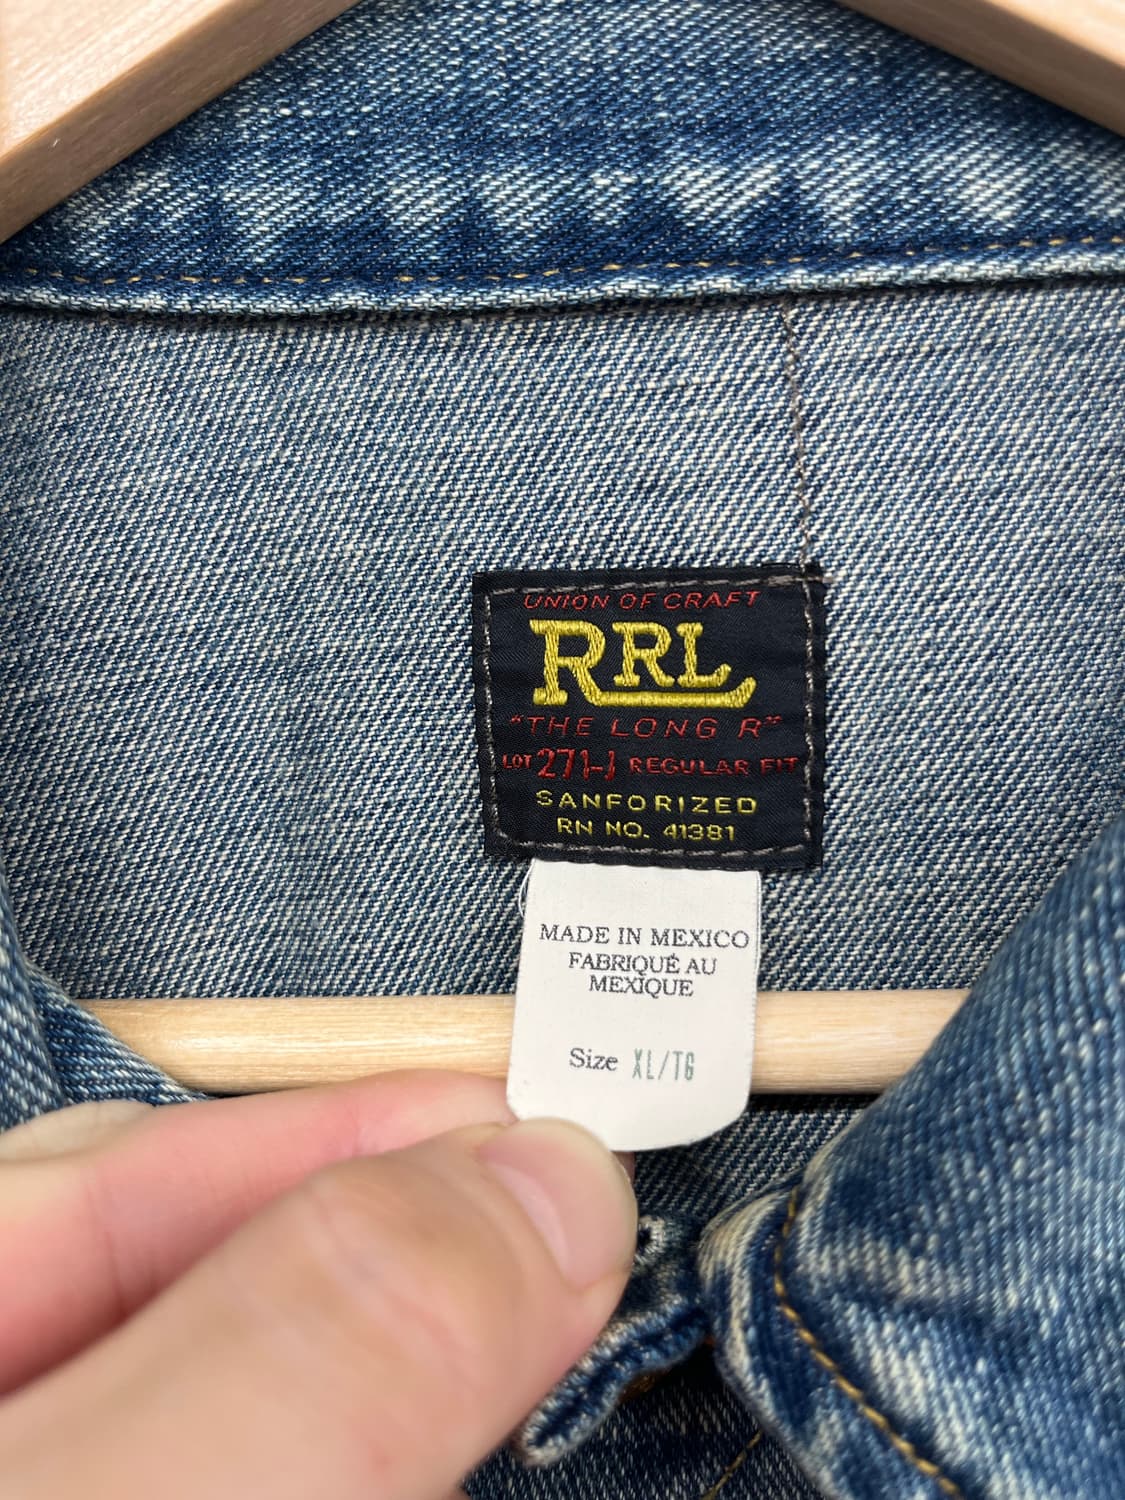 UNION OF CRAFT
RRL
"THE LONG R"
LOT 271-J REGULAR FIT
SANFORIZED
RN NO. 41381
MADE IN MEXICO
FABRIQUÉ AU
MEXIQUE
Size XL/TG